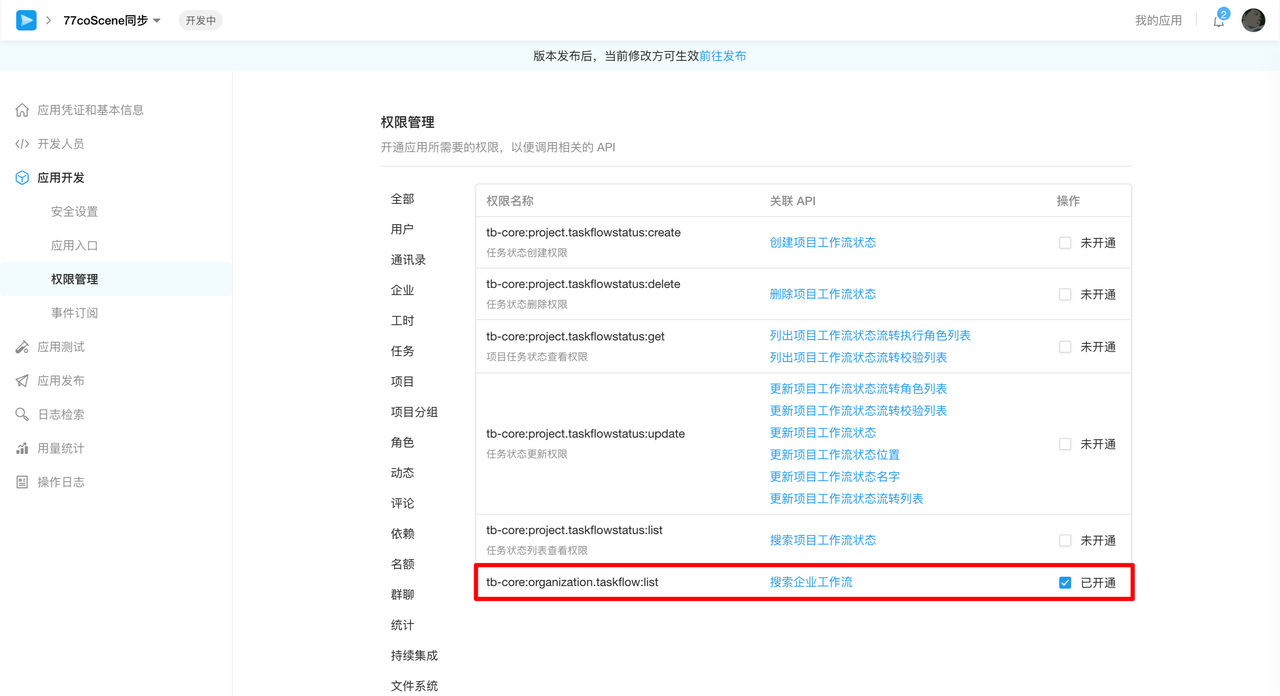 77coScene同步
开发中
我的应用
2
版本发布后，当前修改方可生效前往发布
应用凭证和基本信息
开发人员
应用开发
安全设置
应用入口
权限管理
事件订阅
应用测试
应用发布
日志检索
用量统计
操作日志
权限管理
开通应用所需要的权限，以便调用相关的 API
全部
用户
通讯录
企业
工时
任务
项目
项目分组
角色
动态
评论
依赖
名额
群聊
统计
持续集成
文件系统
权限名称
关联 API
操作
tb-core:project.taskflowstatus:create
任务状态创建权限
创建项目工作流状态
未开通
tb-core:project.taskflowstatus:delete
任务状态删除权限
删除项目工作流状态
未开通
tb-core:project.taskflowstatus:get
项目任务状态查看权限
列出项目工作流状态流转执行角色列表
列出项目工作流状态流转校验列表
未开通
tb-core:project.taskflowstatus:update
任务状态更新权限
更新项目工作流状态流转角色列表
更新项目工作流状态流转校验列表
更新项目工作流状态
更新项目工作流状态位置
更新项目工作流状态名字
更新项目工作流状态流转列表
未开通
tb-core:project.taskflowstatus:list
任务状态列表查看权限
搜索项目工作流状态
未开通
tb-core:organization.taskflow:list
搜索企业工作流
已开通